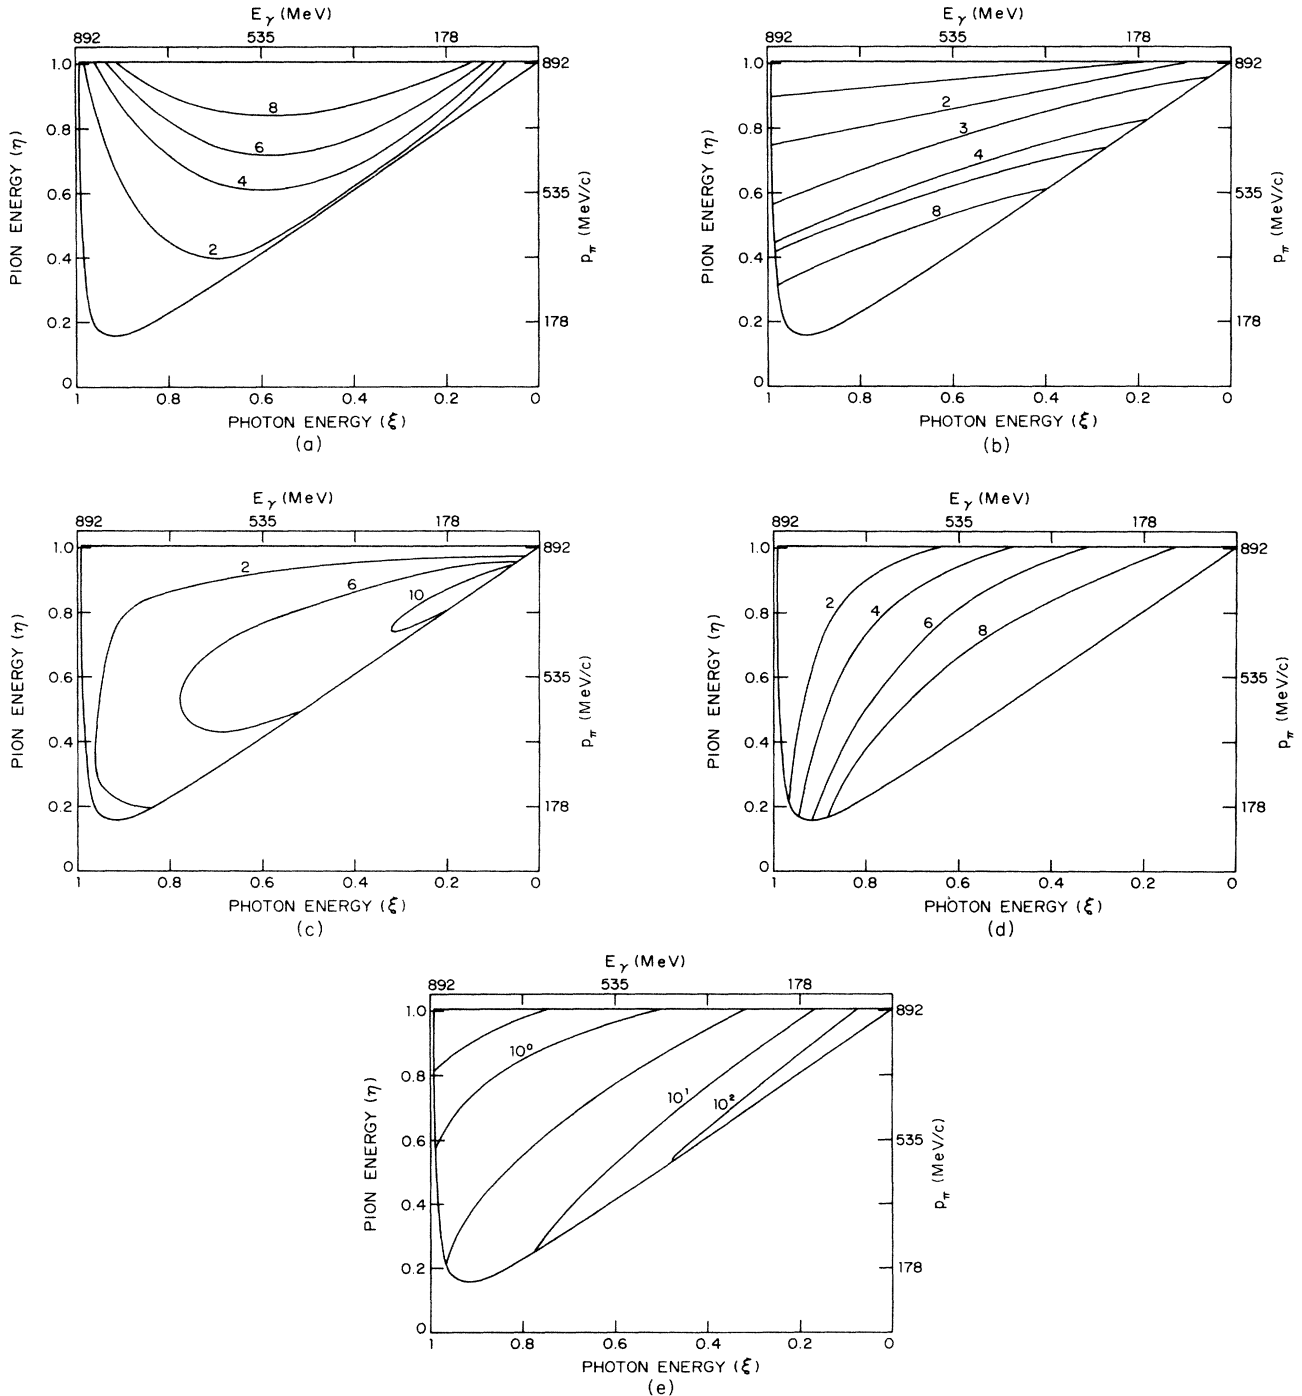 E_γ (MeV)
892 535 178
1.0 892
8
0.8
6
4
0.6 535
2
0.4
0.2 178
0
1 0.8 0.6 0.4 0.2 0
PION ENERGY (η)
p_π (MeV/c)
PHOTON ENERGY (ξ)
(a)
E_γ (MeV)
892 535 178
1.0 892
2
0.8
3
4
0.6 535
8
0.4
0.2 178
0
1 0.8 0.6 0.4 0.2 0
PION ENERGY (η)
p_π (MeV/c)
PHOTON ENERGY (ξ)
(b)
E_γ (MeV)
892 535 178
1.0 892
2
6
10
0.8
0.6 535
0.4
0.2 178
0
1 0.8 0.6 0.4 0.2 0
PION ENERGY (η)
p_π (MeV/c)
PHOTON ENERGY (ξ)
(c)
E_γ (MeV)
892 535 178
1.0 892
2 4 6 8
0.8
0.6 535
0.4
0.2 178
0
1 0.8 0.6 0.4 0.2 0
PION ENERGY (η)
p_π (MeV/c)
PHOTON ENERGY (ξ)
(d)
E_γ (MeV)
892 535 178
1.0 892
10⁰
0.8
10¹ 10²
0.6 535
0.4
0.2 178
0
1 0.8 0.6 0.4 0.2 0
PION ENERGY (η)
p_π (MeV/c)
PHOTON ENERGY (ξ)
(e)